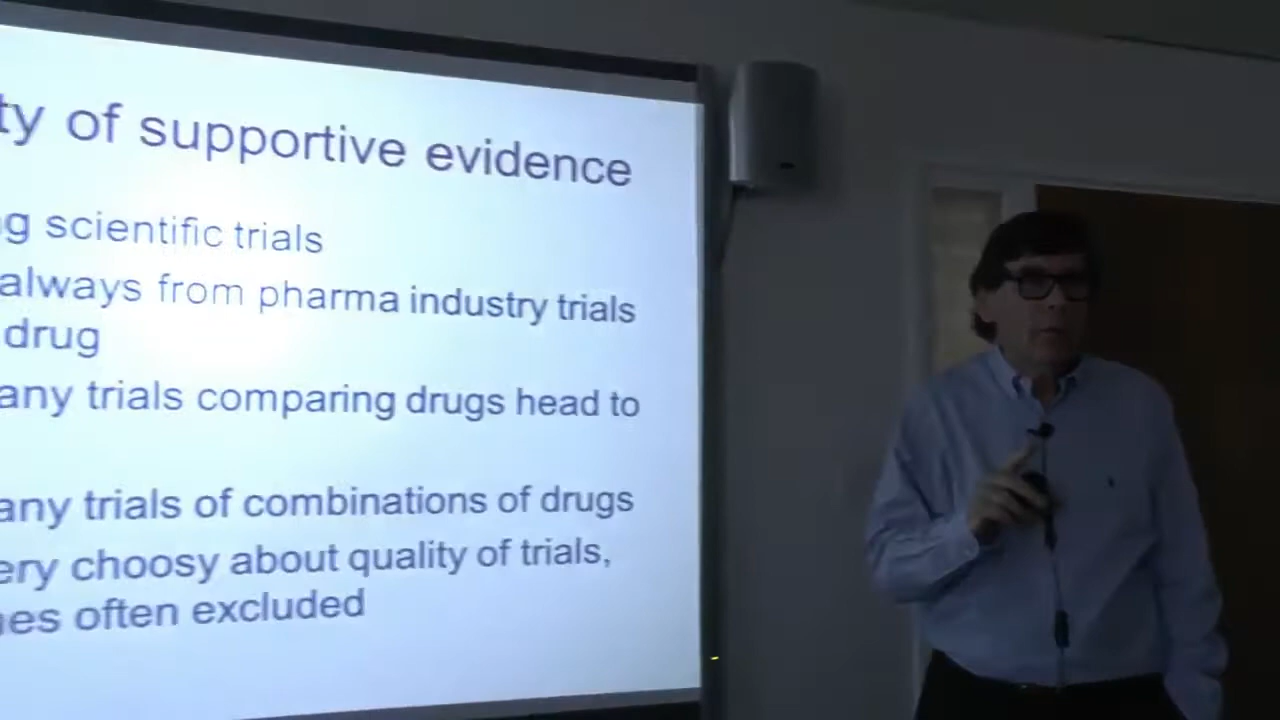 ty of supportive evidence
g scientific trials
always from pharma industry trials
drug
any trials comparing drugs head to
any trials of combinations of drugs
ery choosy about quality of trials,
es often excluded